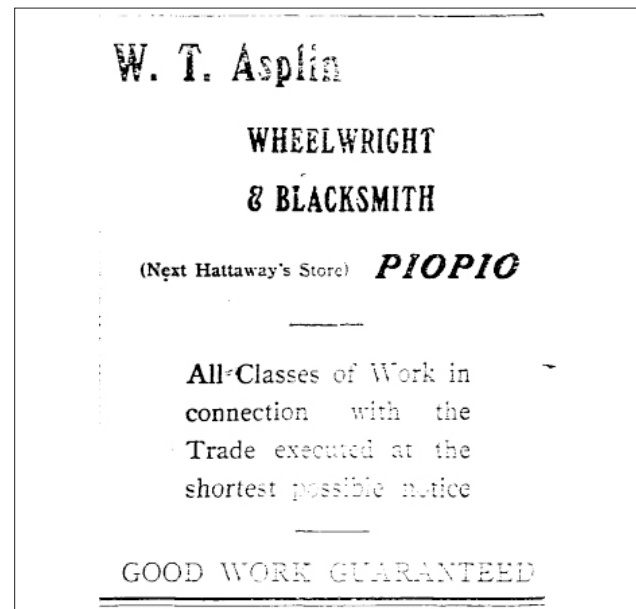 W. T. Asplin
WHEELWRIGHT
& BLACKSMITH
(Next Hattaway's Store) PIOPIO
All Classes of Work in
connection with the
Trade executed at the
shortest possible notice
GOOD WORK GUARANTEED